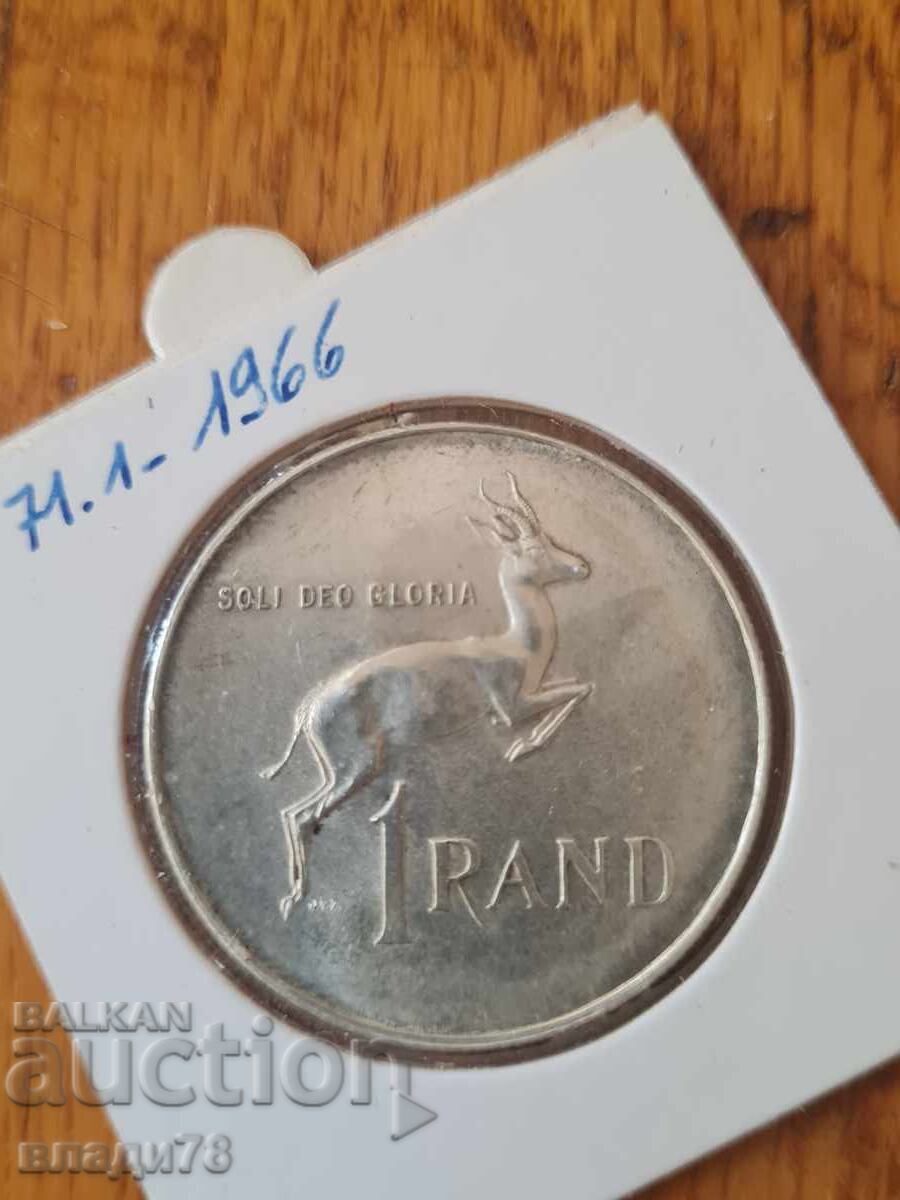 71.1-1966
SOLI DEO GLORIA
1 RAND
BALKAN
auction
влади78